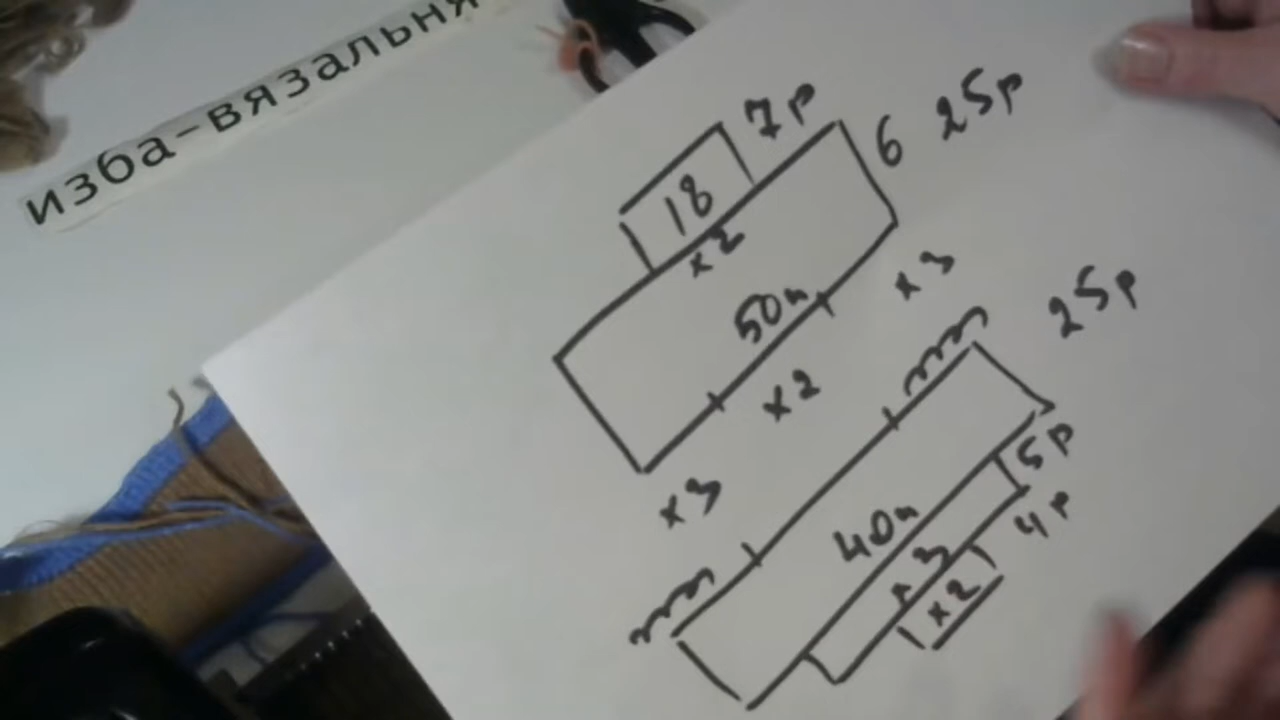 изба-вязальня
7р
6 25р
18
х2
50п
х3
х2
х3
25р
40п
5р
х3
4р
х2